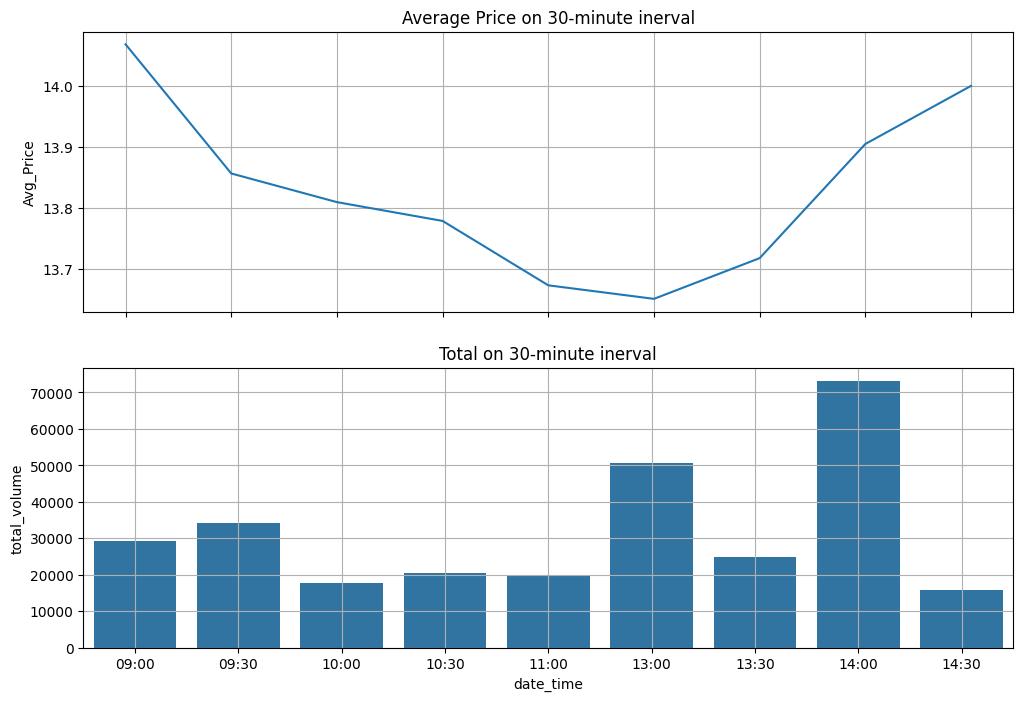 Average Price on 30-minute inerval
14.0
13.9
13.8
13.7
Avg_Price
Total on 30-minute inerval
70000
60000
50000
40000
30000
20000
10000
0
total_volume
09:00 09:30 10:00 10:30 11:00 13:00 13:30 14:00 14:30
date_time